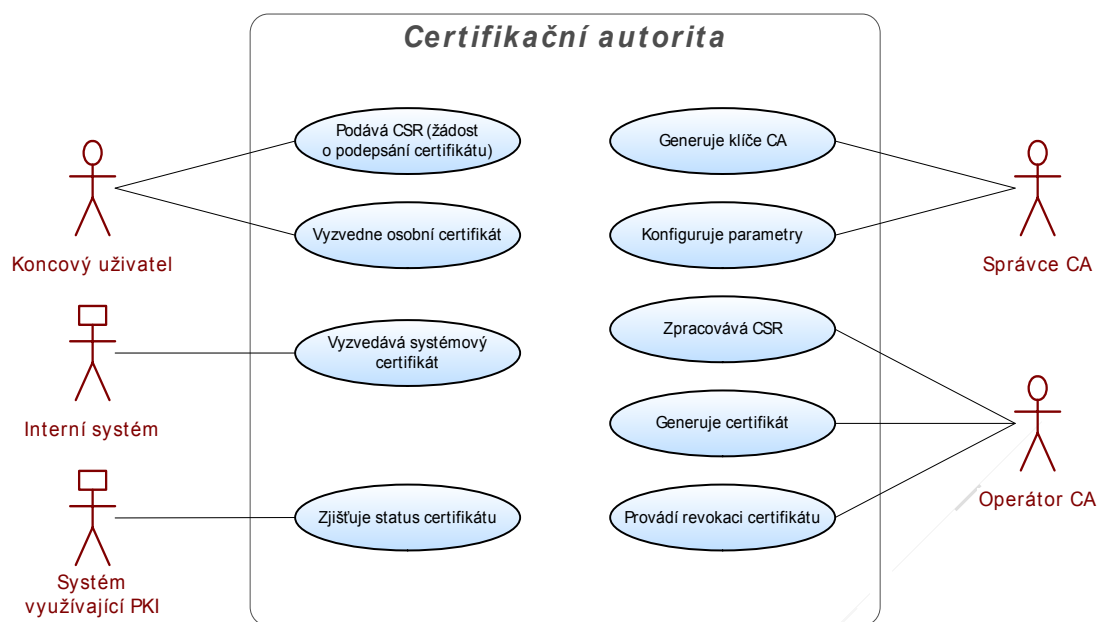 Certifikační autorita
Podává CSR (žádost
o podepsání certifikátu)
Generuje klíče CA
Vyzvedne osobní certifikát
Konfiguruje parametry
Koncový uživatel
Správce CA
Vyzvedává systémový
certifikát
Zpracovává CSR
Interní systém
Generuje certifikát
Operátor CA
Zjišťuje status certifikátu
Provádí revokaci certifikátu
Systém
využívající PKI